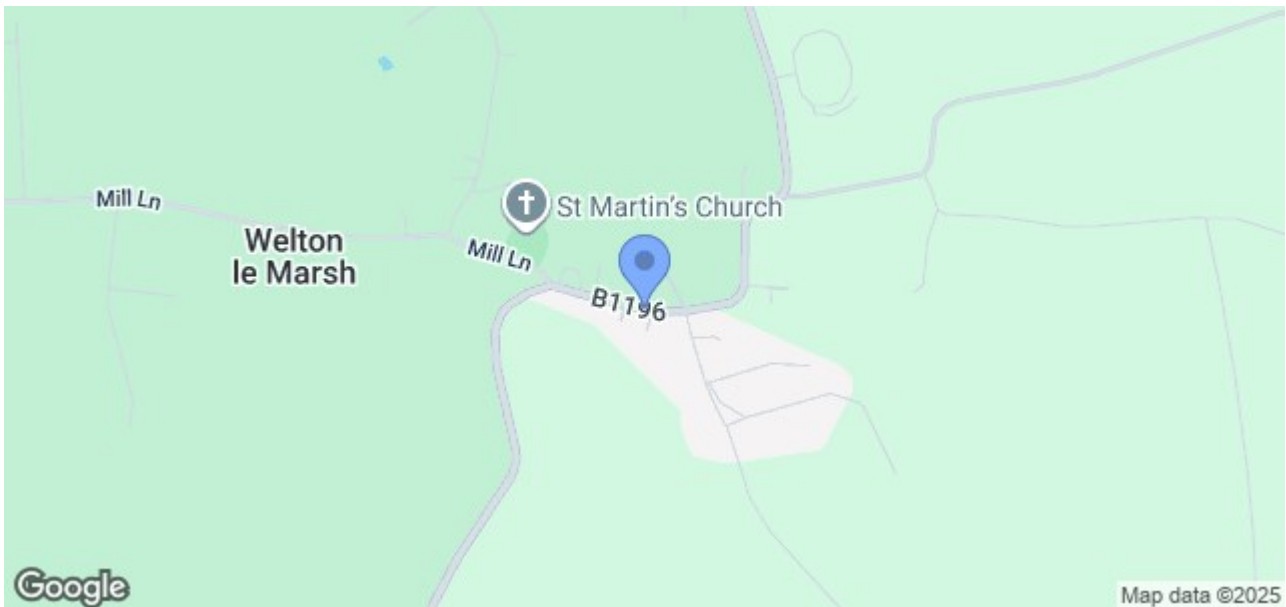 Mill Ln
St Martin's Church
Welton
le Marsh
Mill Ln
B1196
Google
Map data ©2025